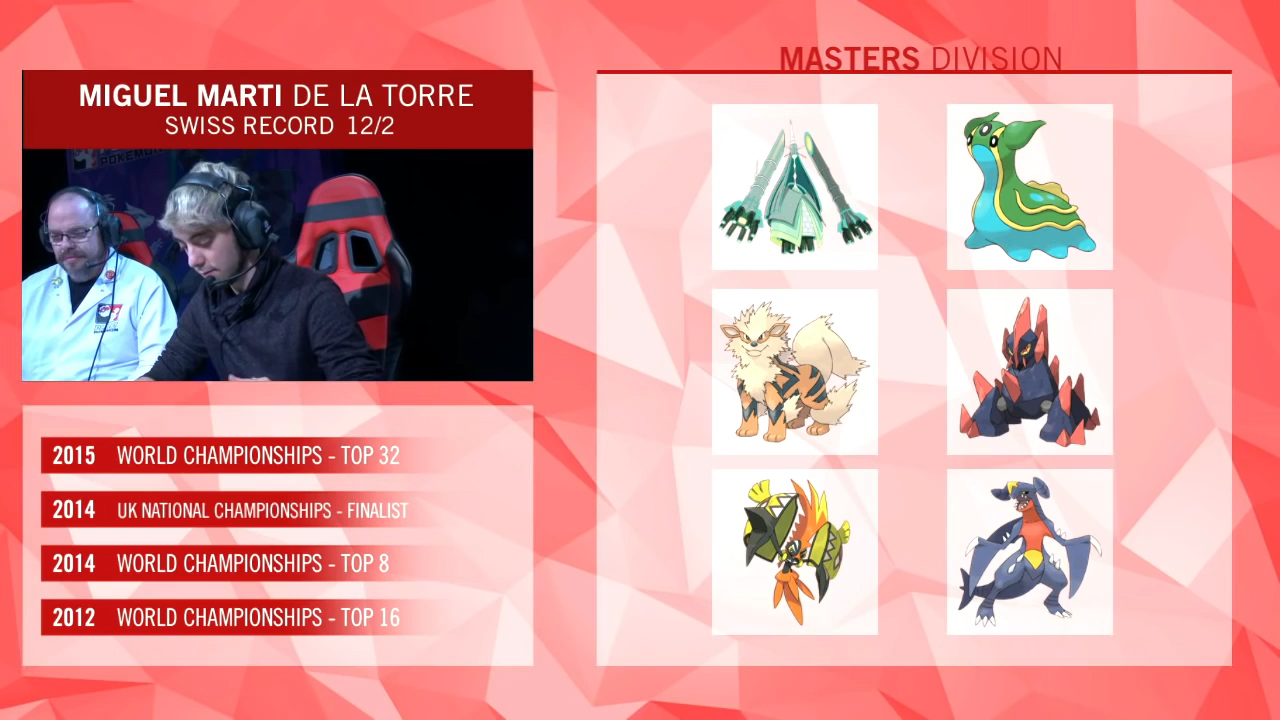 MASTERS DIVISION
MIGUEL MARTI DE LA TORRE
SWISS RECORD 12/2
POKÉMON
2015 WORLD CHAMPIONSHIPS - TOP 32
2014 UK NATIONAL CHAMPIONSHIPS - FINALIST
2014 WORLD CHAMPIONSHIPS - TOP 8
2012 WORLD CHAMPIONSHIPS - TOP 16